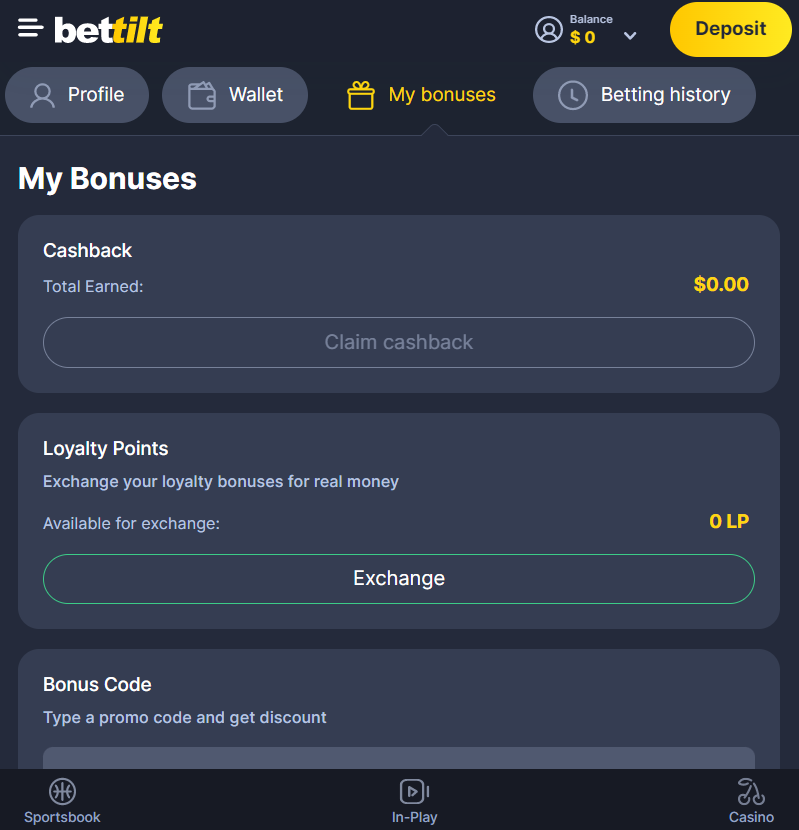 bettilt
Balance
$ 0
Deposit
Profile
Wallet
My bonuses
Betting history
My Bonuses
Cashback
Total Earned:
$0.00
Claim cashback
Loyalty Points
Exchange your loyalty bonuses for real money
Available for exchange:
0 LP
Exchange
Bonus Code
Type a promo code and get discount
Sportsbook
In-Play
Casino